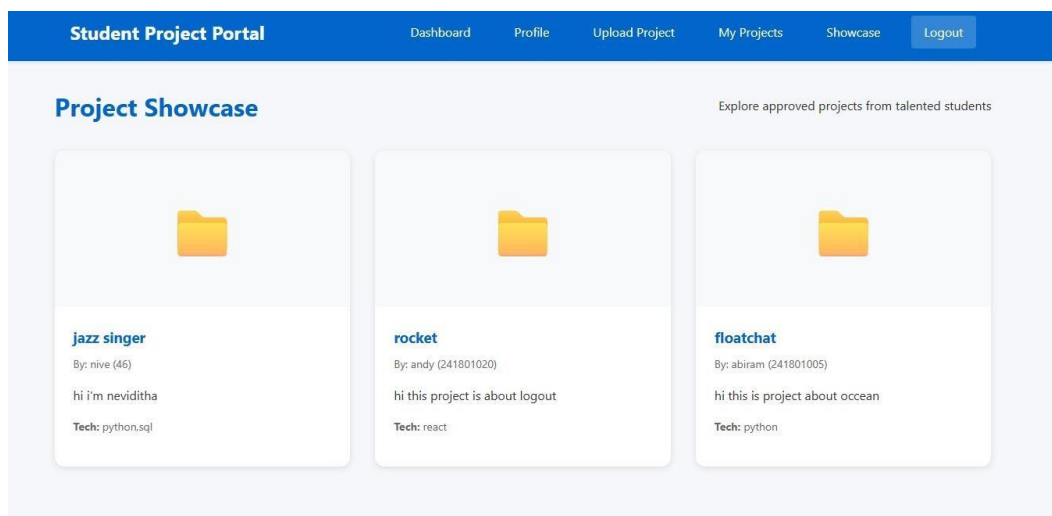 Student Project Portal Dashboard Profile Upload Project My Projects Showcase Logout
Project Showcase Explore approved projects from talented students
jazz singer
By: nive (46)
hi i'm neviditha
Tech: python,sql
rocket
By: andy (241801020)
hi this project is about logout
Tech: react
floatchat
By: abiram (241801005)
hi this is project about occean
Tech: python